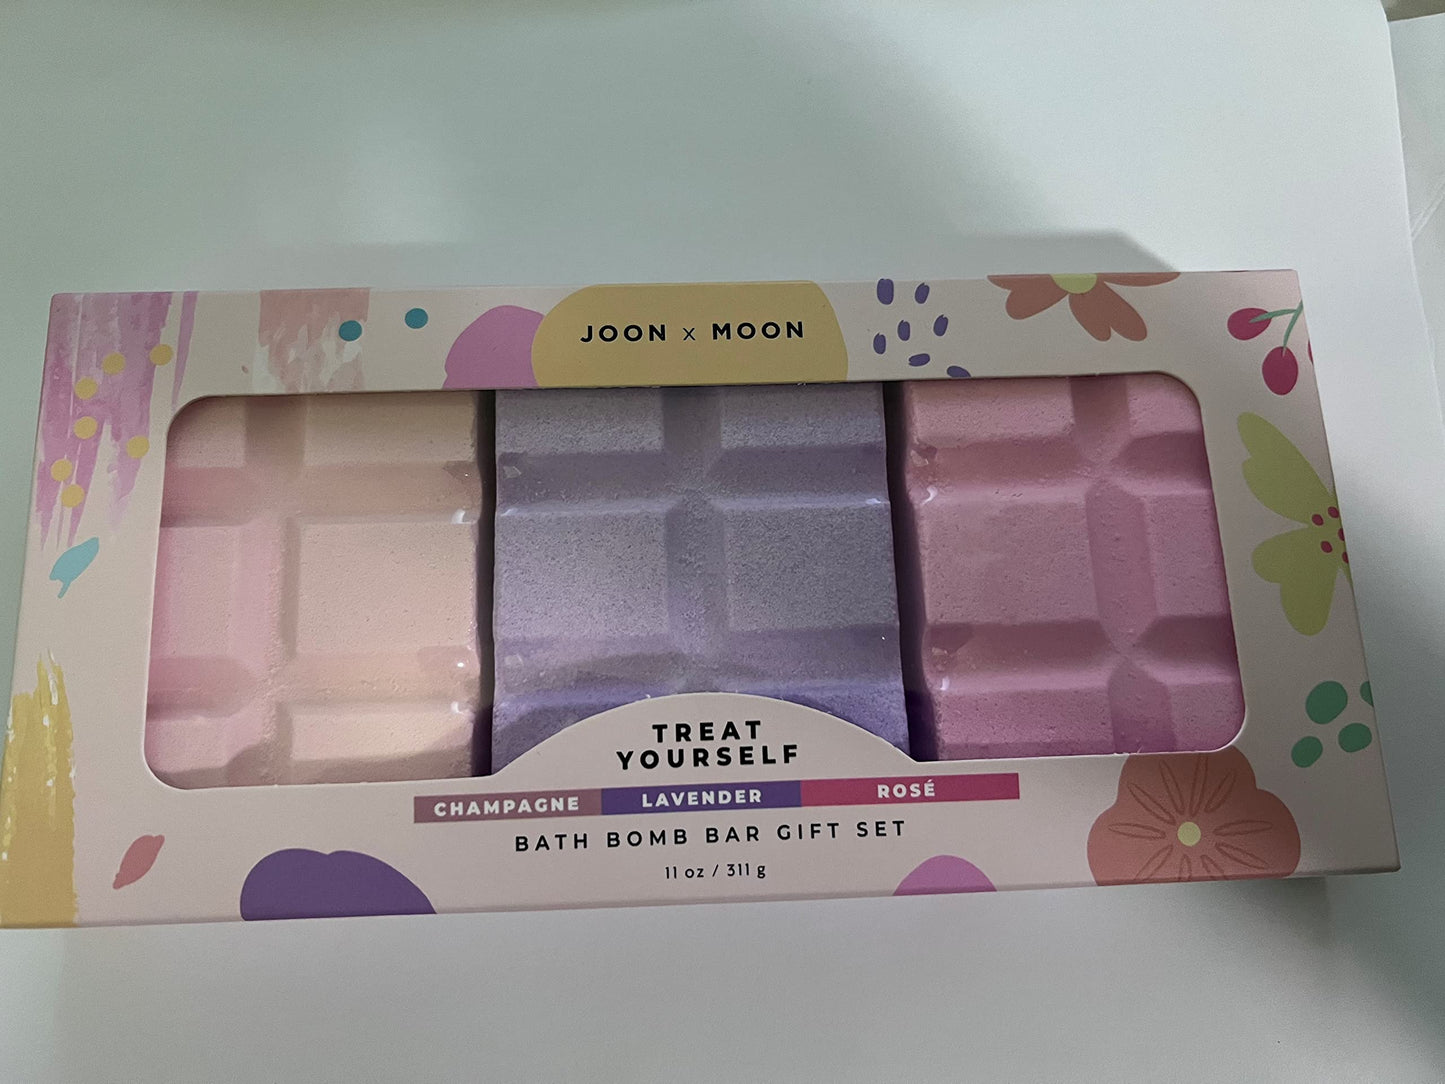 JOON x MOON
TREAT
YOURSELF
CHAMPAGNE LAVENDER ROSÉ
BATH BOMB BAR GIFT SET
11 oz / 311 g